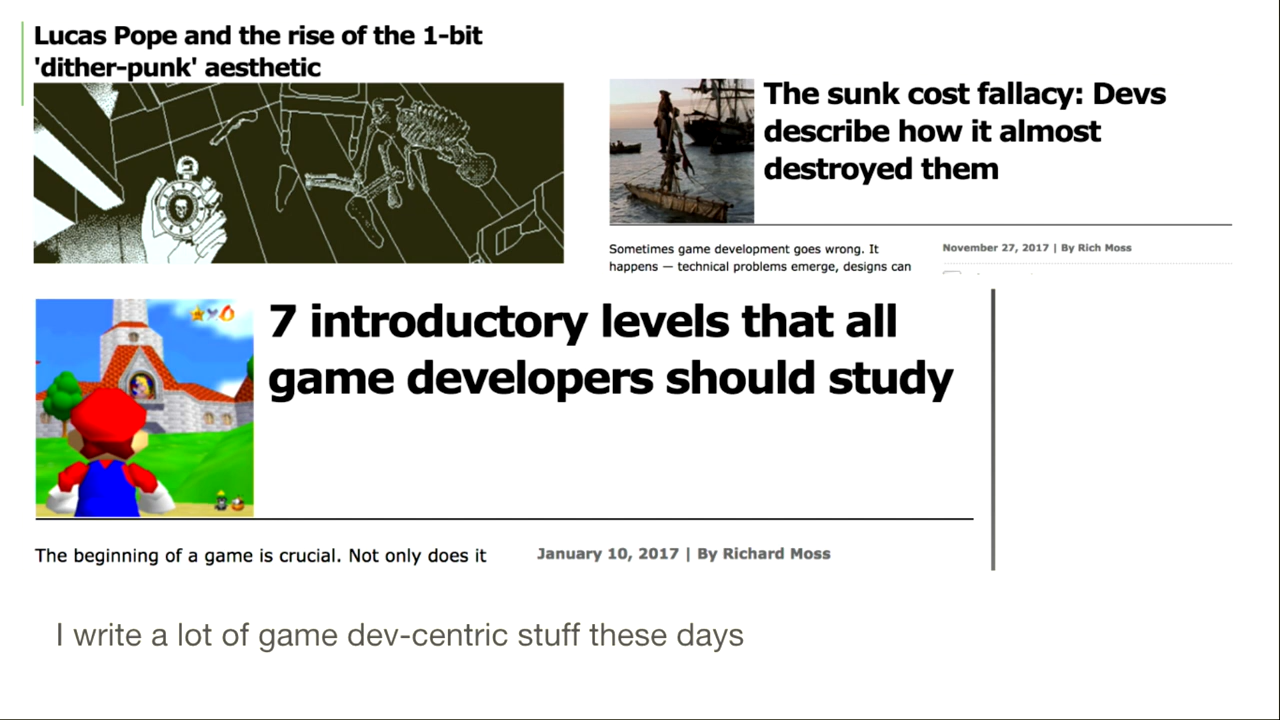 Lucas Pope and the rise of the 1-bit
'dither-punk' aesthetic
The sunk cost fallacy: Devs
describe how it almost
destroyed them
Sometimes game development goes wrong. It
happens — technical problems emerge, designs can
November 27, 2017 | By Rich Moss
7 introductory levels that all
game developers should study
The beginning of a game is crucial. Not only does it
January 10, 2017 | By Richard Moss
I write a lot of game dev-centric stuff these days